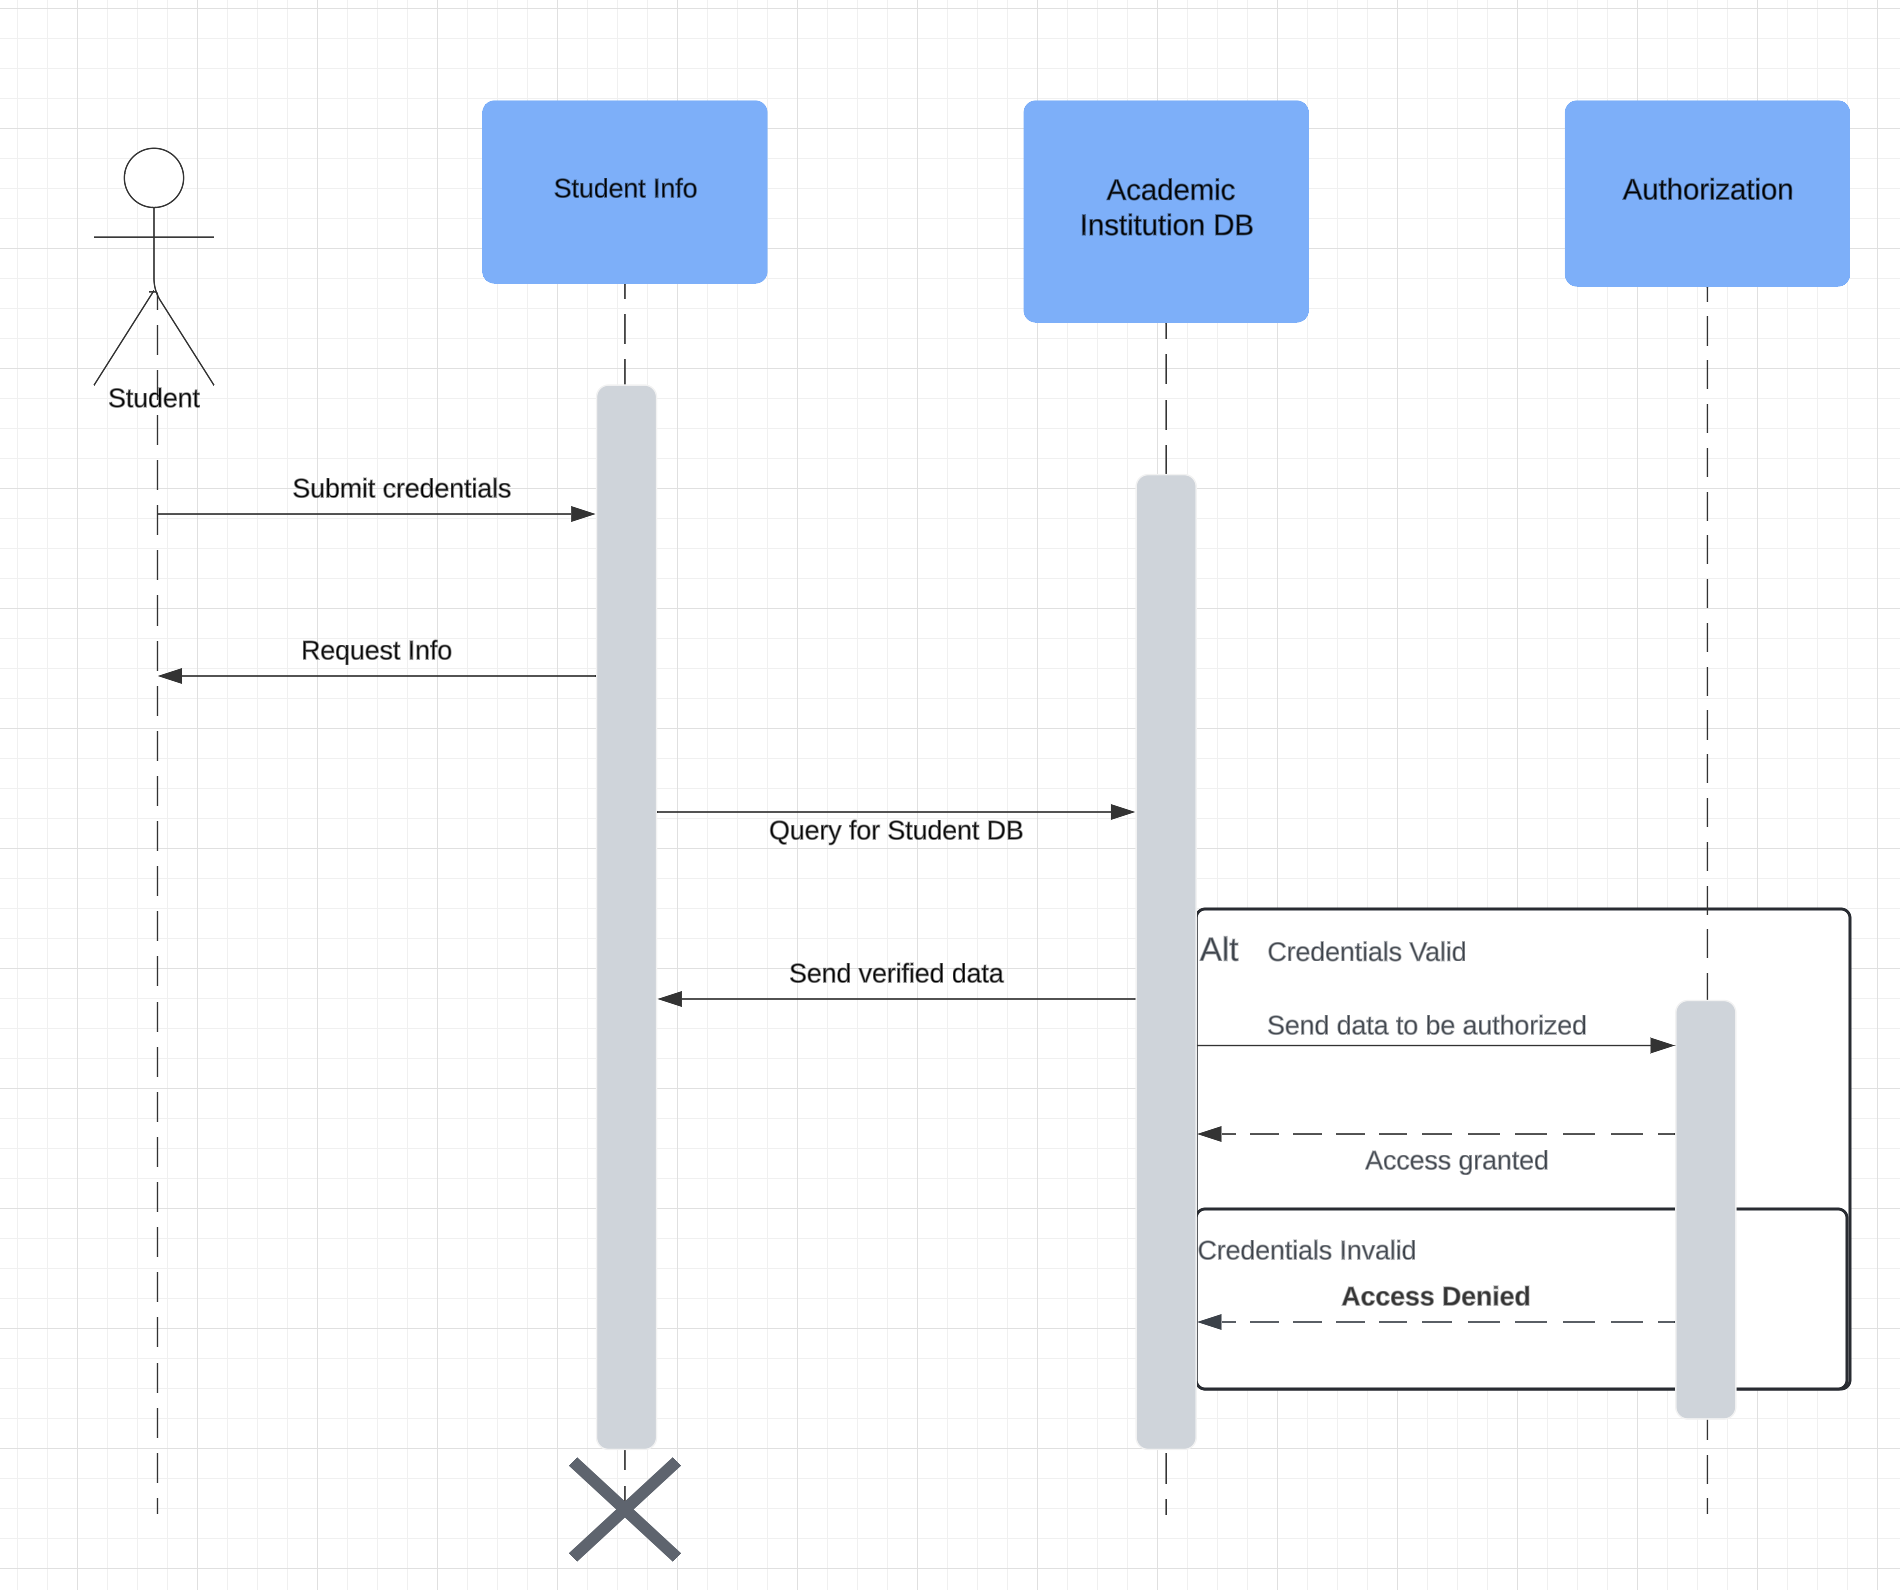 Student Info
Academic
Institution DB
Authorization
Student
Submit credentials
Request Info
Query for Student DB
Alt
Credentials Valid
Send verified data
Send data to be authorized
Access granted
Credentials Invalid
Access Denied